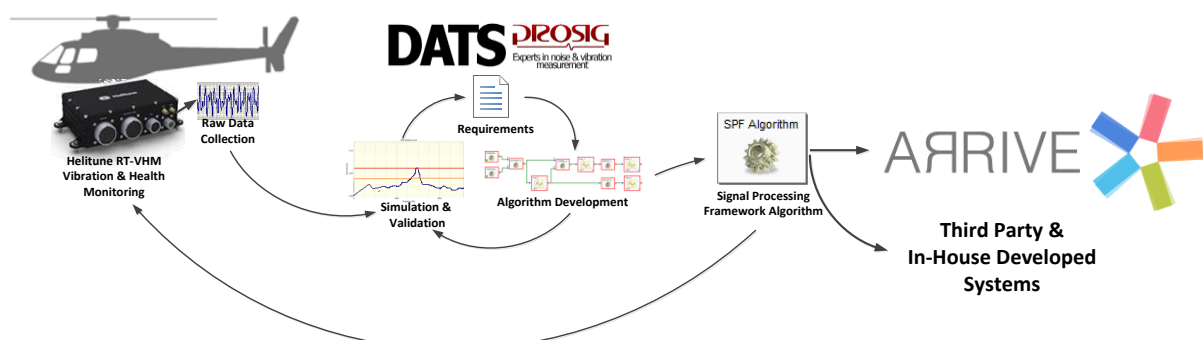 DATS
PROSIG
Experts in noise & vibration
measurement
Helitune RT-VHM
Vibration & Health
Monitoring
Raw Data
Collection
Requirements
Simulation &
Validation
Algorithm Development
SPF Algorithm
Signal Processing
Framework Algorithm
ARRIVE
Third Party &
In-House Developed
Systems